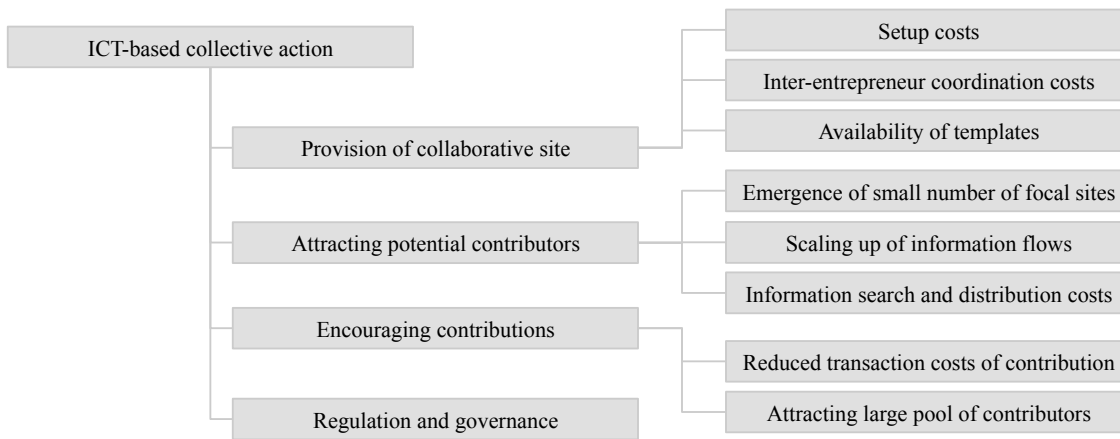 ICT-based collective action
Provision of collaborative site
Setup costs
Inter-entrepreneur coordination costs
Availability of templates
Attracting potential contributors
Emergence of small number of focal sites
Scaling up of information flows
Information search and distribution costs
Encouraging contributions
Reduced transaction costs of contribution
Attracting large pool of contributors
Regulation and governance